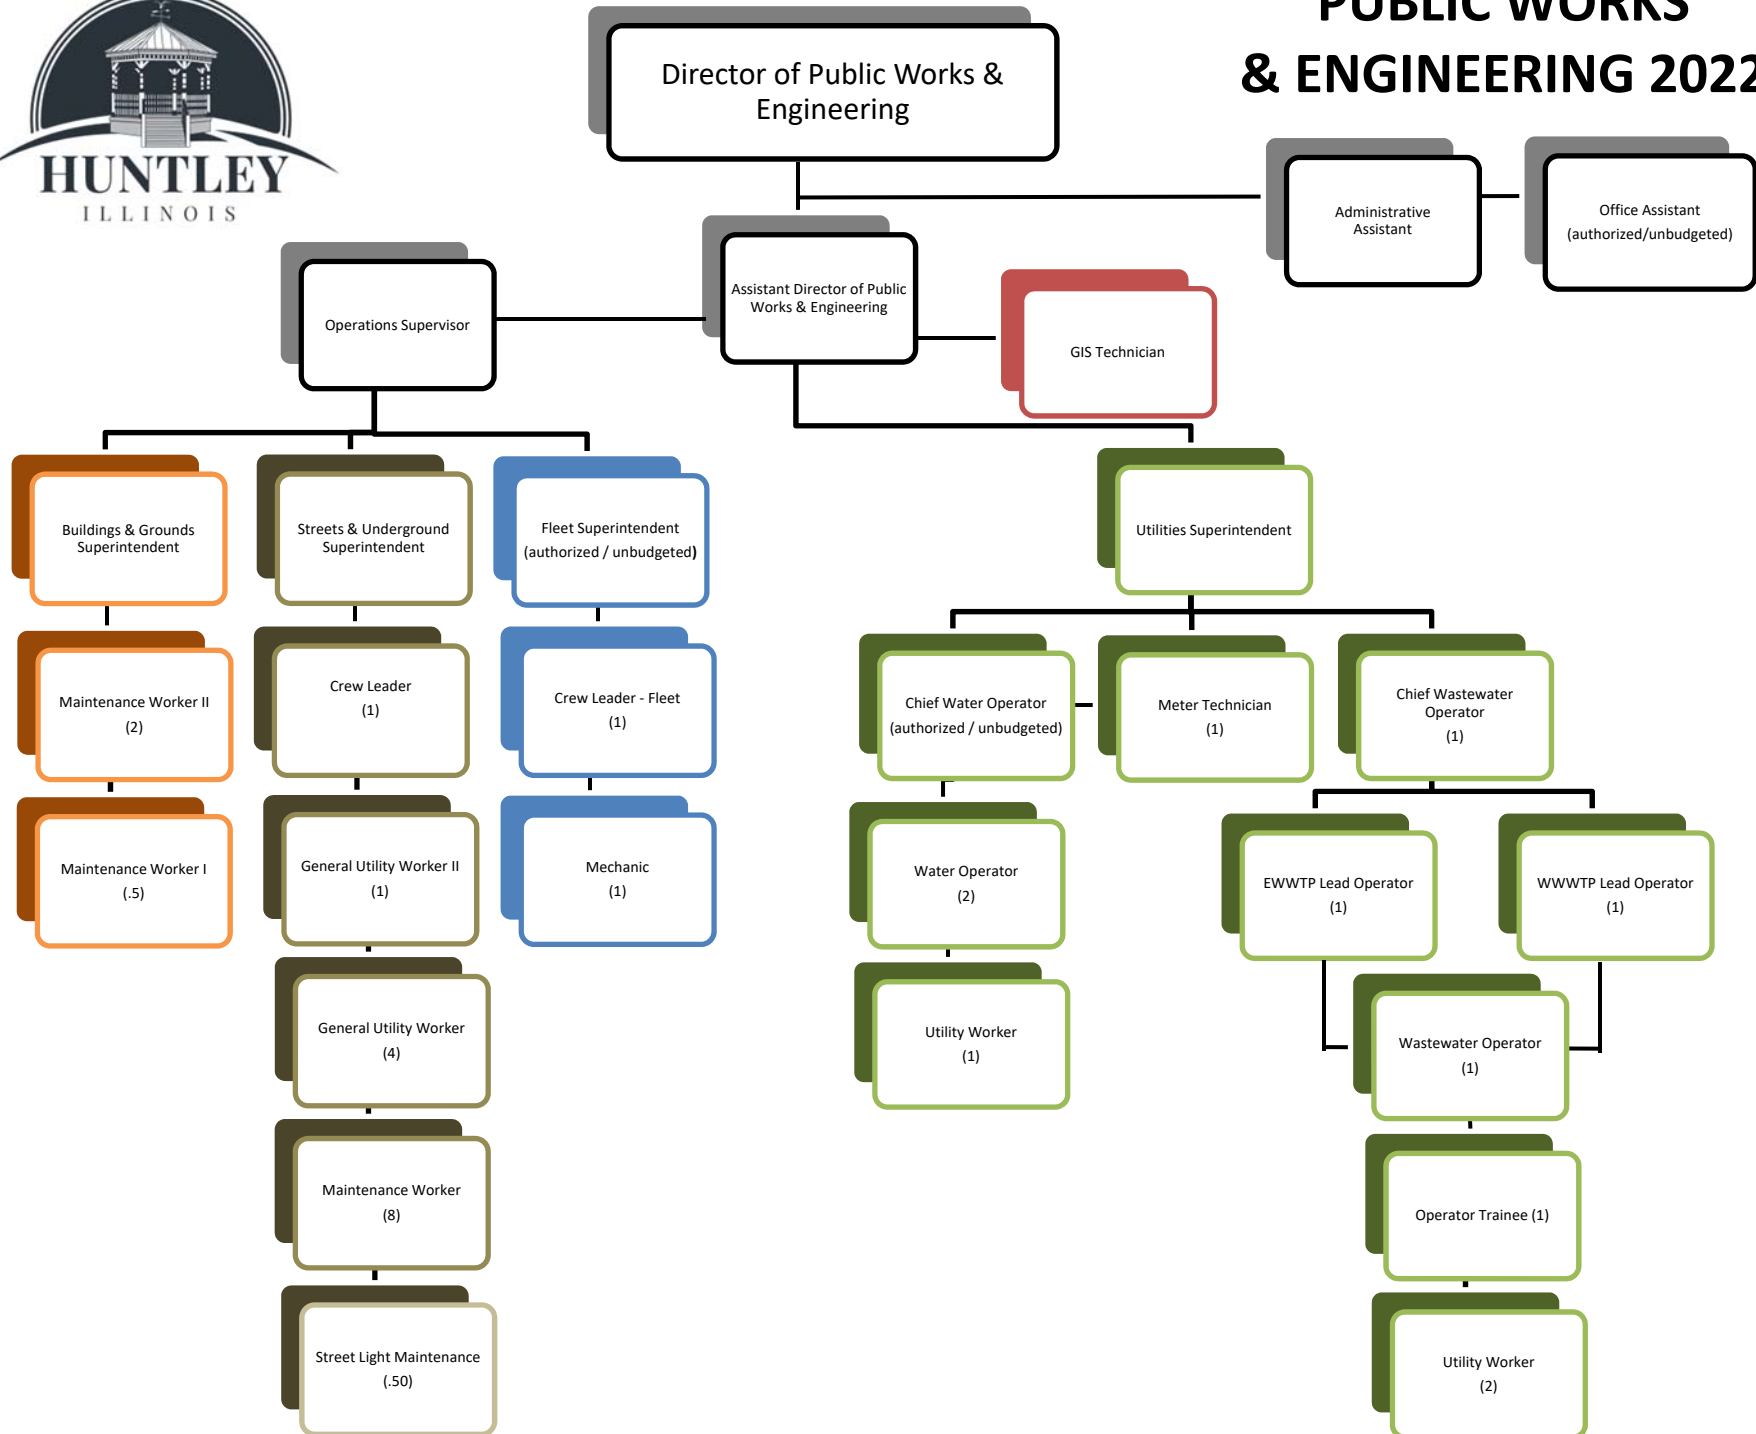 PUBLIC WORKS
& ENGINEERING 2022
HUNTLEY
ILLINOIS
Director of Public Works &
Engineering
Administrative
Assistant
Office Assistant
(authorized/unbudgeted)
Assistant Director of Public
Works & Engineering
Operations Supervisor
GIS Technician
Buildings & Grounds
Superintendent
Streets & Underground
Superintendent
Fleet Superintendent
(authorized / unbudgeted)
Utilities Superintendent
Maintenance Worker II
(2)
Crew Leader
(1)
Crew Leader - Fleet
(1)
Chief Water Operator
(authorized / unbudgeted)
Meter Technician
(1)
Chief Wastewater
Operator
(1)
Maintenance Worker I
(.5)
General Utility Worker II
(1)
Mechanic
(1)
Water Operator
(2)
EWWTP Lead Operator
(1)
WWWTP Lead Operator
(1)
General Utility Worker
(4)
Utility Worker
(1)
Wastewater Operator
(1)
Maintenance Worker
(8)
Operator Trainee (1)
Street Light Maintenance
(.50)
Utility Worker
(2)